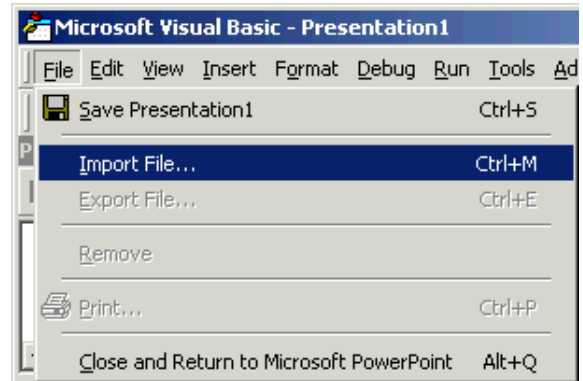 Microsoft Visual Basic - Presentation1
File Edit View Insert Format Debug Run Tools Ad
Save Presentation1 Ctrl+S
Import File... Ctrl+M
Export File... Ctrl+E
Remove
Print... Ctrl+P
Close and Return to Microsoft PowerPoint Alt+Q